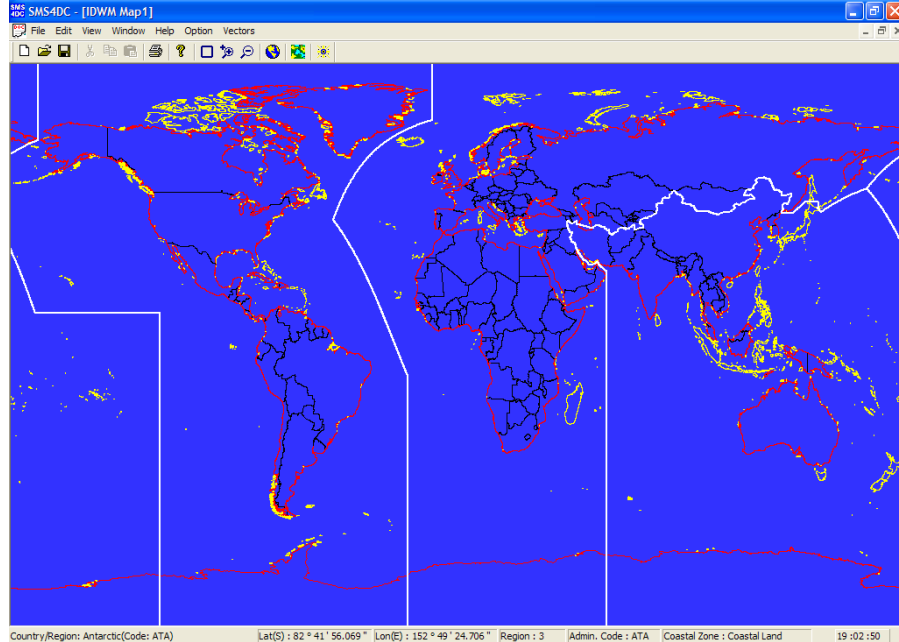 SMS4DC - [IDWM Map1]
File Edit View Window Help Option Vectors
Country/Region: Antarctic(Code: ATA) Lat(S) : 82 ° 41 ' 56.069 " Lon(E) : 152 ° 49 ' 24.706 " Region : 3 Admin. Code : ATA Coastal Zone : Coastal Land 19:02:50